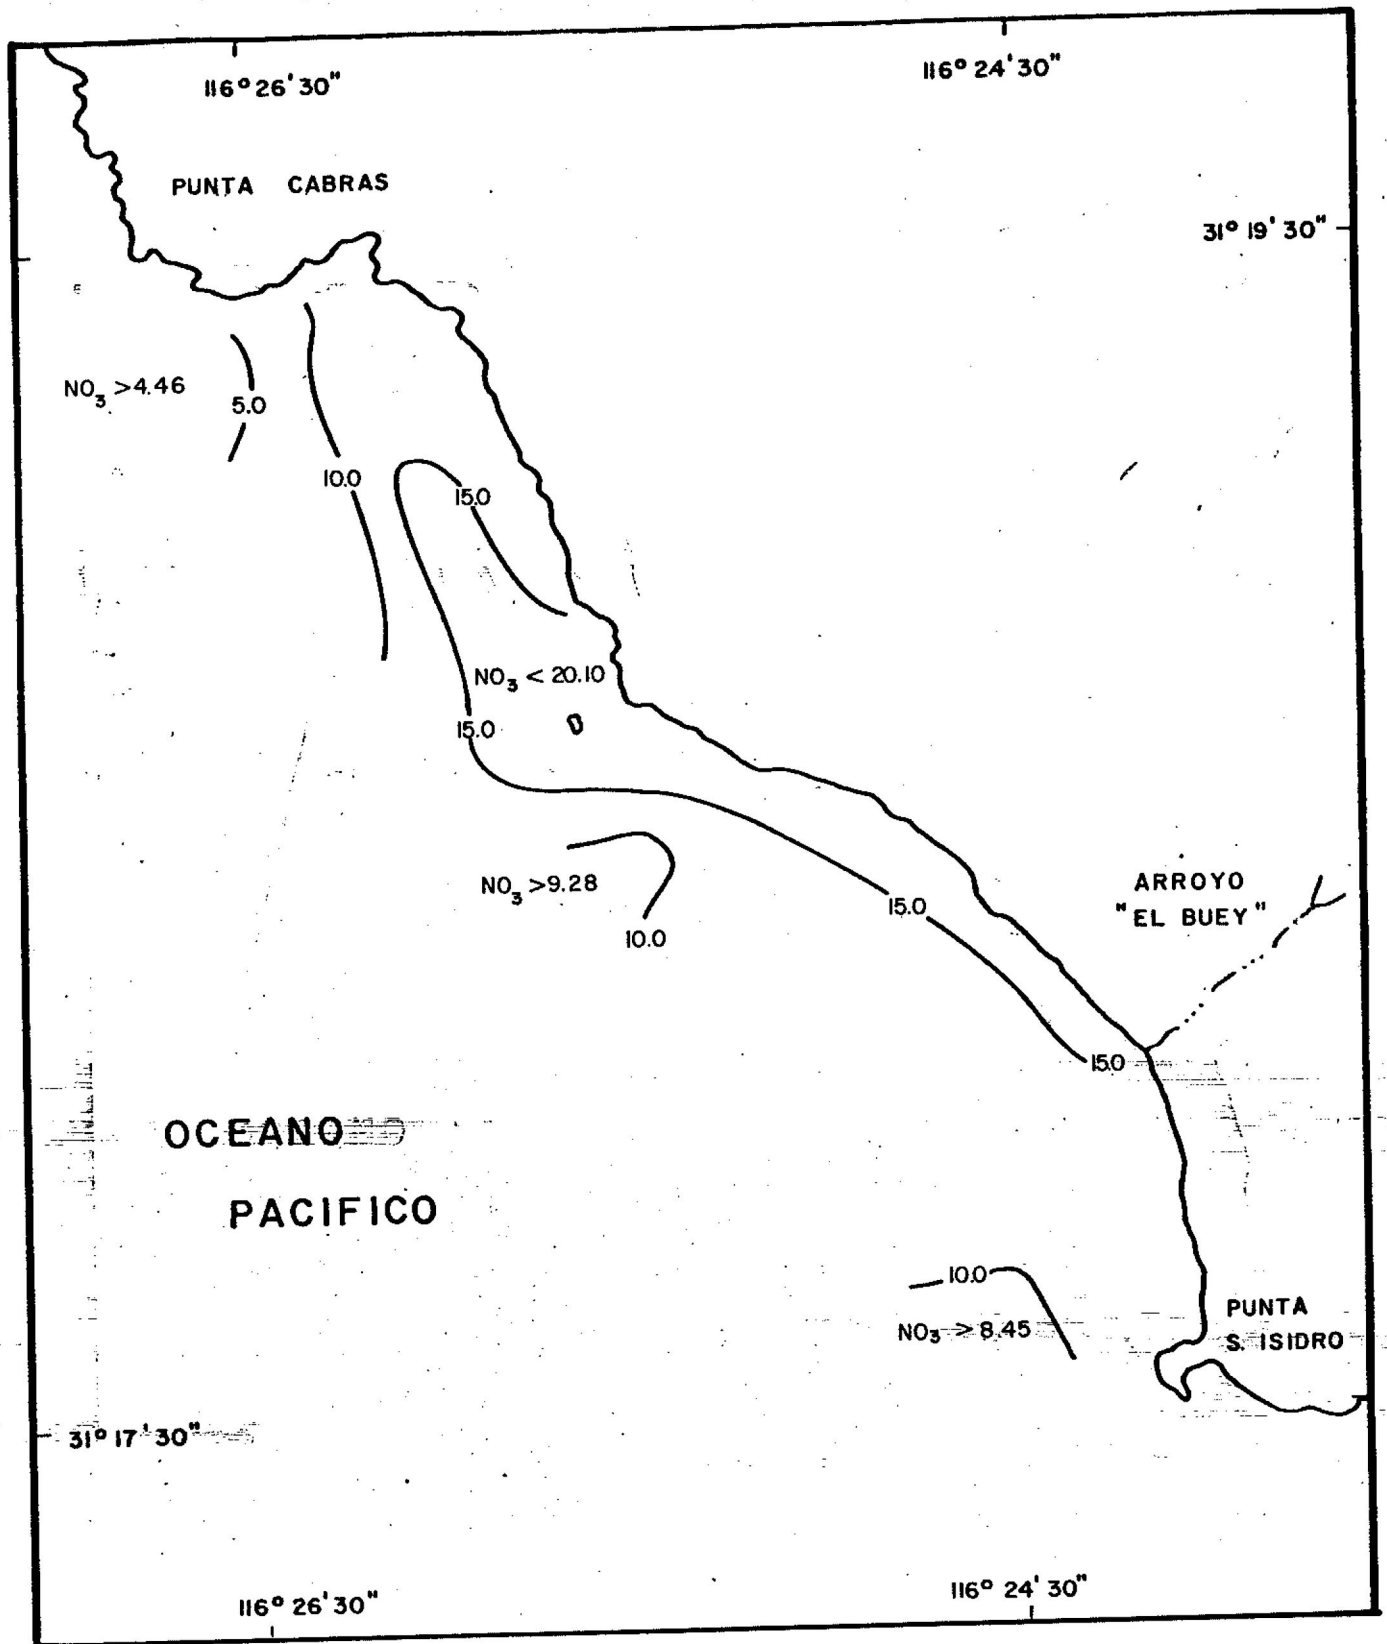 116° 26' 30"
116° 24' 30"
PUNTA CABRAS
31° 19' 30"
NO3 >4.46
5.0
10.0
15.0
NO3 < 20.10
15.0
NO3 >9.28
10.0
15.0
ARROYO
"EL BUEY"
15.0
OCEANO
PACIFICO
10.0
NO3 > 8.45
PUNTA
S. ISIDRO
31° 17' 30"
116° 26' 30"
116° 24' 30"